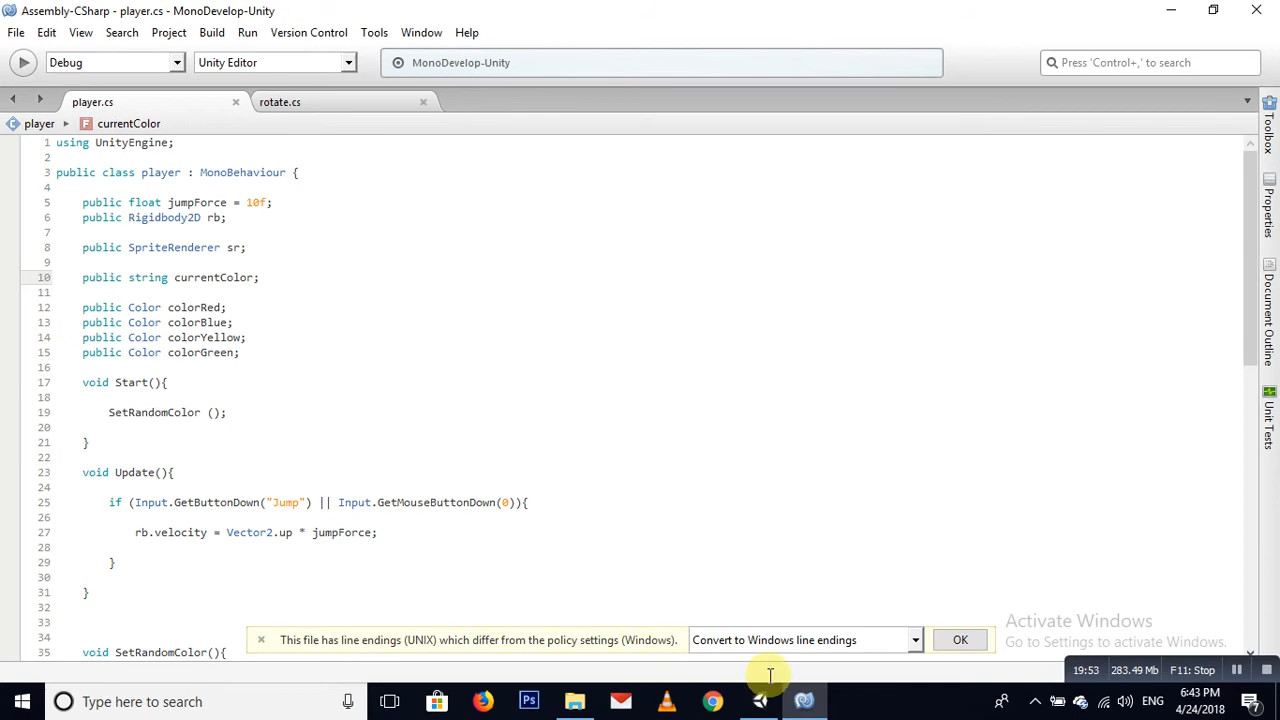 Assembly-CSharp - player.cs - MonoDevelop-Unity
File Edit View Search Project Build Run Version Control Tools Window Help
Debug Unity Editor MonoDevelop-Unity Press 'Control+,' to search
player.cs rotate.cs
player currentColor
1 using UnityEngine;
2
3 public class player : MonoBehaviour {
4
5 public float jumpForce = 10f;
6 public Rigidbody2D rb;
7
8 public SpriteRenderer sr;
9
10 public string currentColor;
11
12 public Color colorRed;
13 public Color colorBlue;
14 public Color colorYellow;
15 public Color colorGreen;
16
17 void Start(){
18
19 SetRandomColor ();
20
21 }
22
23 void Update(){
24
25 if (Input.GetButtonDown("Jump") || Input.GetMouseButtonDown(0)){
26
27 rb.velocity = Vector2.up * jumpForce;
28
29 }
30
31 }
32
33
34
35 void SetRandomColor(){
Toolbox
Properties
Document Outline
Unit Tests
This file has line endings (UNIX) which differ from the policy settings (Windows). Convert to Windows line endings OK
Activate Windows
Go to Settings to activate Windows.
19:53 283.49 Mb F11: Stop
Type here to search
Ps
ENG
6:43 PM
4/24/2018
7